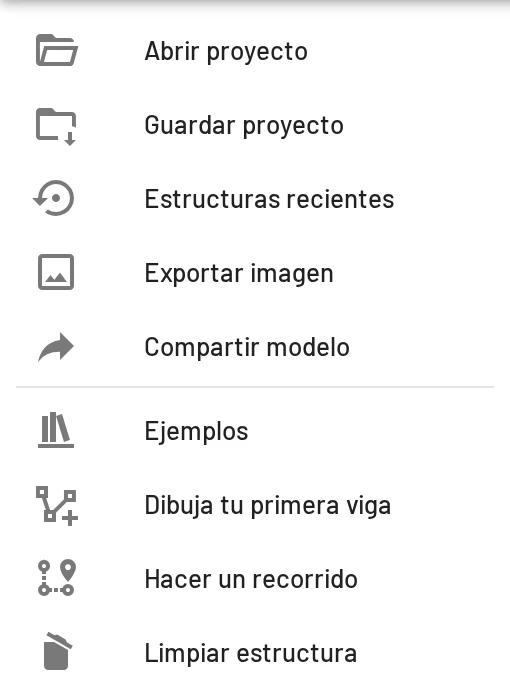 Abrir proyecto
Guardar proyecto
Estructuras recientes
Exportar imagen
Compartir modelo
Ejemplos
Dibuja tu primera viga
Hacer un recorrido
Limpiar estructura